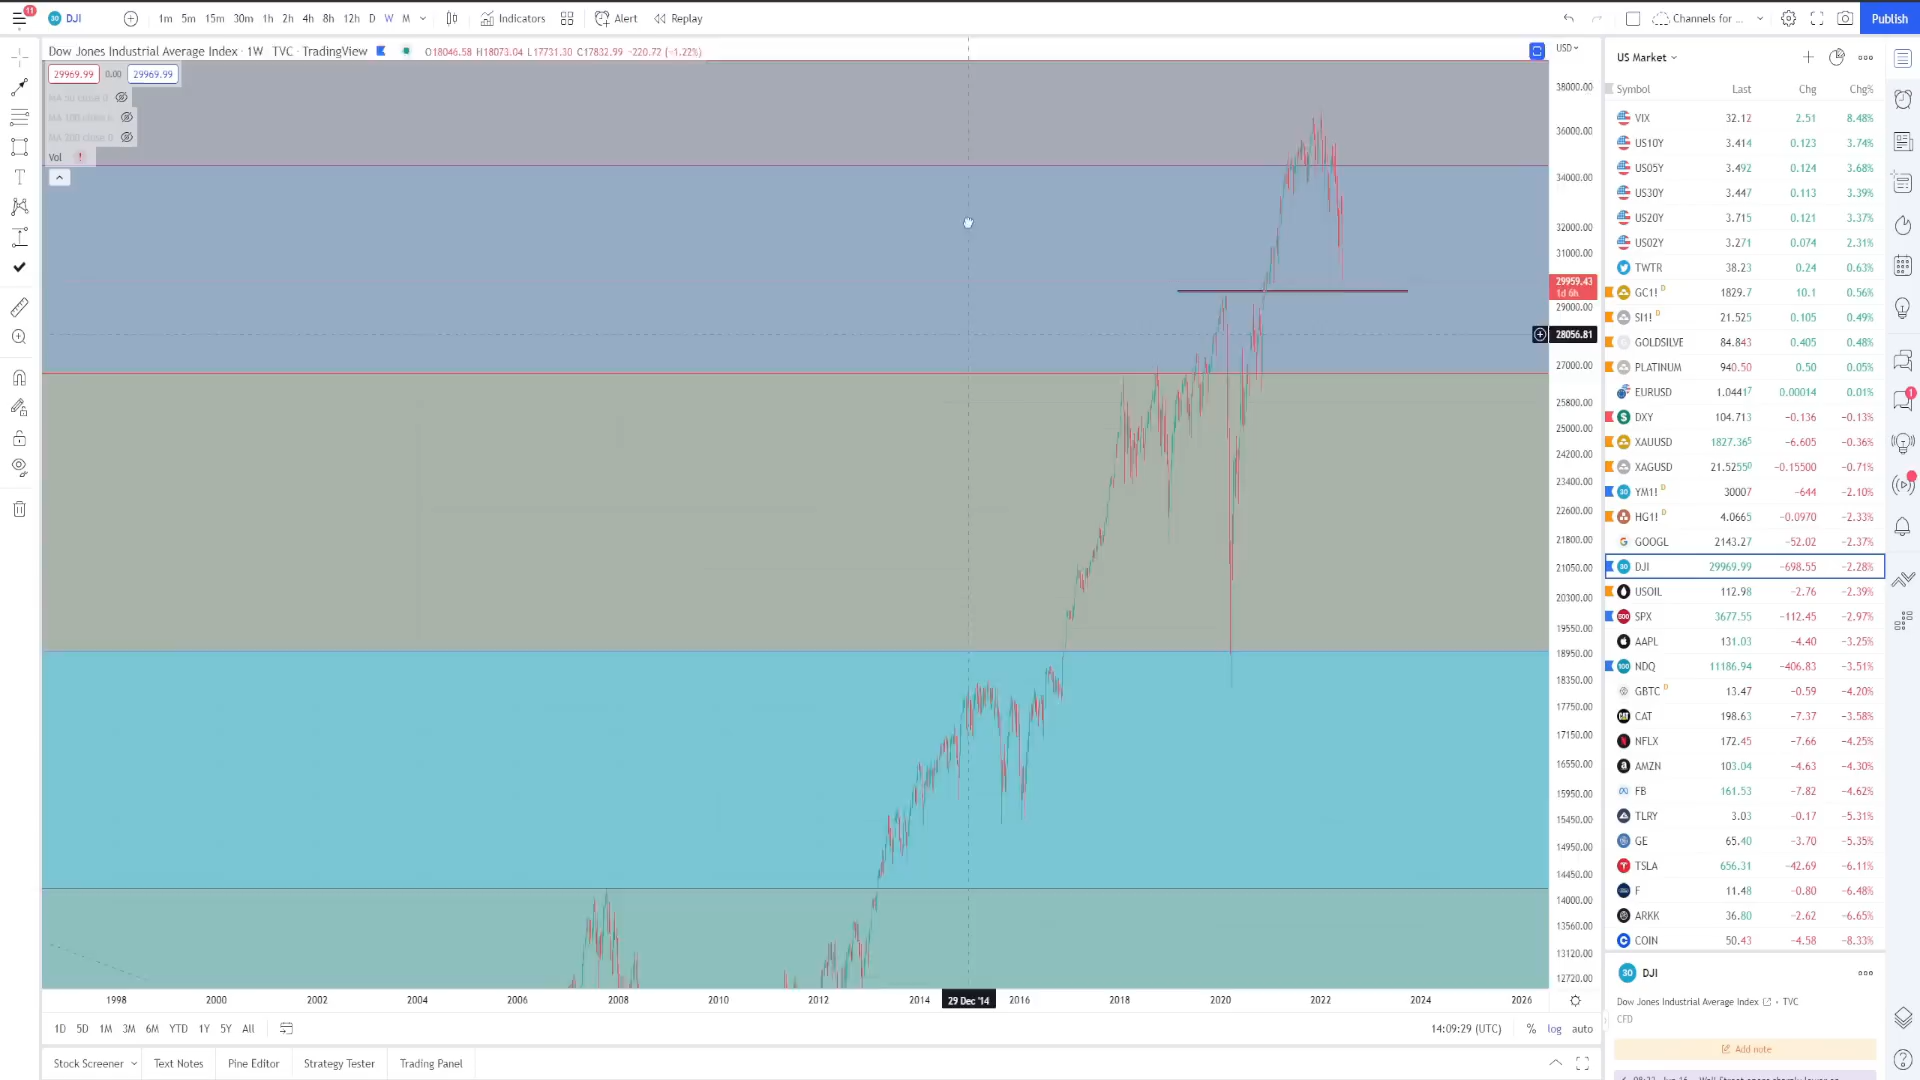 11
30 DJI
1m 5m 15m 30m 1h 2h 4h 8h 12h D W M Indicators Alert Replay Channels for ... Publish
Dow Jones Industrial Average Index · 1W TVC · TradingView O18046.58 H18073.04 L17731.30 C17832.99 −220.72 (−1.22%)
29969.99 0.00 29969.99
Vol !
USD
38000.00
36000.00
34000.00
32000.00
31000.00
29959.43
1d 6h
29000.00
28056.81
27000.00
25800.00
25000.00
24200.00
23400.00
22600.00
21800.00
21050.00
20300.00
19550.00
18950.00
18350.00
17750.00
17150.00
16550.00
15950.00
15450.00
14950.00
14450.00
14000.00
13560.00
13120.00
12720.00
1998 2000 2002 2004 2006 2008 2010 2012 2014 29 Dec '14 2016 2018 2020 2022 2024 2026
1D 5D 1M 3M 6M YTD 1Y 5Y All 14:09:29 (UTC) % log auto
Stock Screener Text Notes Pine Editor Strategy Tester Trading Panel
US Market
Symbol Last Chg Chg%
VIX 32.12 2.51 8.48%
US10Y 3.414 0.123 3.74%
US05Y 3.492 0.124 3.68%
US30Y 3.447 0.113 3.39%
US20Y 3.715 0.121 3.37%
US02Y 3.271 0.074 2.31%
TWTR 38.23 0.24 0.63%
GC1! D 1829.7 10.1 0.56%
SI1! D 21.525 0.105 0.49%
GOLDSILVE 84.843 0.405 0.48%
PLATINUM 940.50 0.50 0.05%
EURUSD 1.04417 0.00014 0.01%
DXY 104.713 −0.136 −0.13%
XAUUSD 1827.365 −6.605 −0.36%
XAGUSD 21.5255⁰ −0.15500 −0.71%
30 YM1! D 30007 −644 −2.10%
HG1! D 4.0665 −0.0970 −2.33%
GOOGL 2143.27 −52.02 −2.37%
30 DJI 29969.99 −698.55 −2.28%
USOIL 112.98 −2.76 −2.39%
500 SPX 3677.55 −112.45 −2.97%
AAPL 131.03 −4.40 −3.25%
100 NDQ 11186.94 −406.83 −3.51%
GBTC D 13.47 −0.59 −4.20%
CAT 198.63 −7.37 −3.58%
NFLX 172.45 −7.66 −4.25%
AMZN 103.04 −4.63 −4.30%
FB 161.53 −7.82 −4.62%
TLRY 3.03 −0.17 −5.31%
GE 65.40 −3.70 −5.35%
TSLA 656.31 −42.69 −6.11%
F 11.48 −0.80 −6.48%
ARKK 36.80 −2.62 −6.65%
COIN 50.43 −4.58 −8.33%
30 DJI
Dow Jones Industrial Average Index • TVC
CFD
Add note
1